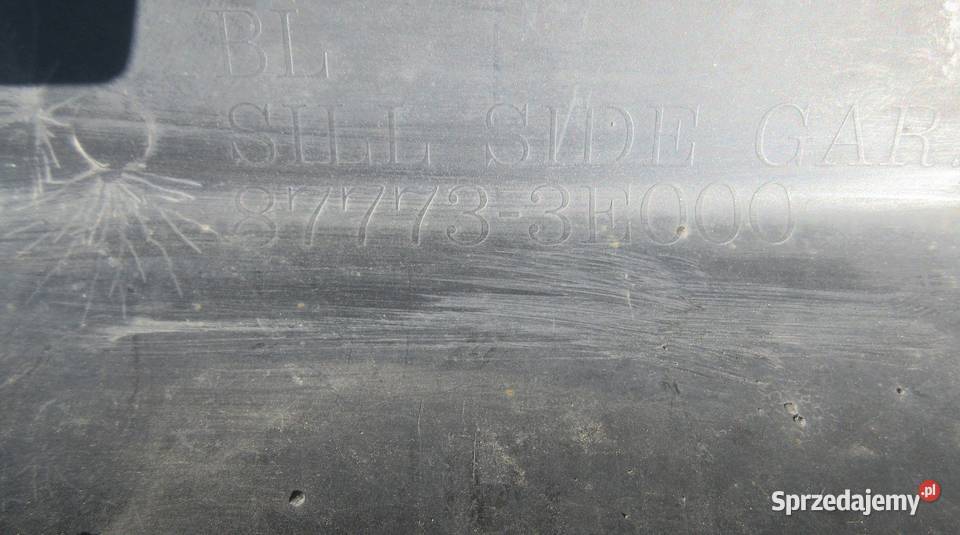 BL
SILL SIDE GAR.
87773-3E000
Sprzedajemy.pl